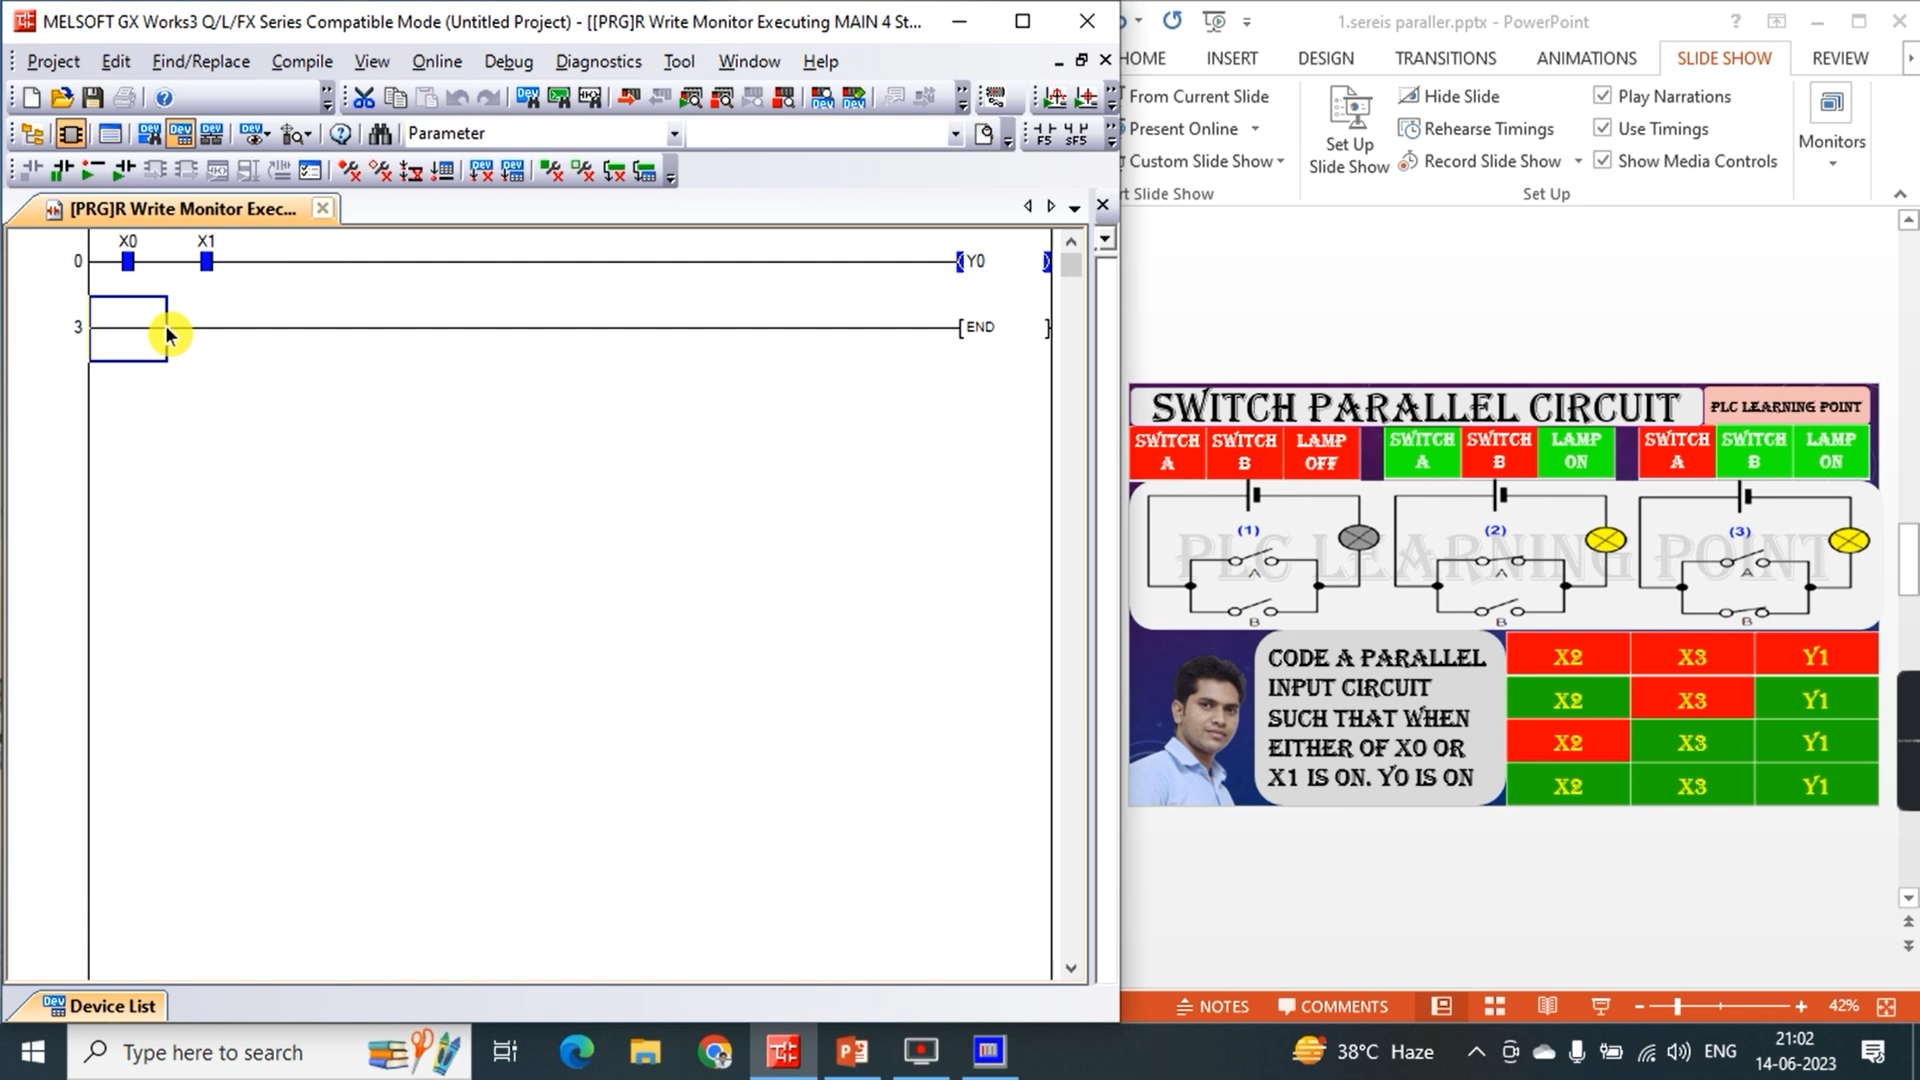 MELSOFT GX Works3 Q/L/FX Series Compatible Mode (Untitled Project) - [[PRG]R Write Monitor Executing MAIN 4 St...
Project Edit Find/Replace Compile View Online Debug Diagnostics Tool Window Help
Parameter
F5 sF5
[PRG]R Write Monitor Exec...
X0 X1
0 Y0
3 END
Device List
1.sereis paraller.pptx - PowerPoint
HOME INSERT DESIGN TRANSITIONS ANIMATIONS SLIDE SHOW REVIEW
From Current Slide
Present Online
Custom Slide Show
rt Slide Show
Set Up
Slide Show
Hide Slide
Rehearse Timings
Record Slide Show
Play Narrations
Use Timings
Show Media Controls
Set Up
Monitors
SWITCH PARALLEL CIRCUIT
PLC LEARNING POINT
SWITCH A SWITCH B LAMP OFF
SWITCH A SWITCH B LAMP ON
SWITCH A SWITCH B LAMP ON
(1) (2) (3)
PLC LEARNING POINT
A A A
B B B
CODE A PARALLEL
INPUT CIRCUIT
SUCH THAT WHEN
EITHER OF X0 OR
X1 IS ON. Y0 IS ON
X2 X3 Y1
X2 X3 Y1
X2 X3 Y1
X2 X3 Y1
NOTES COMMENTS 42%
Type here to search
38°C Haze
ENG
21:02
14-06-2023